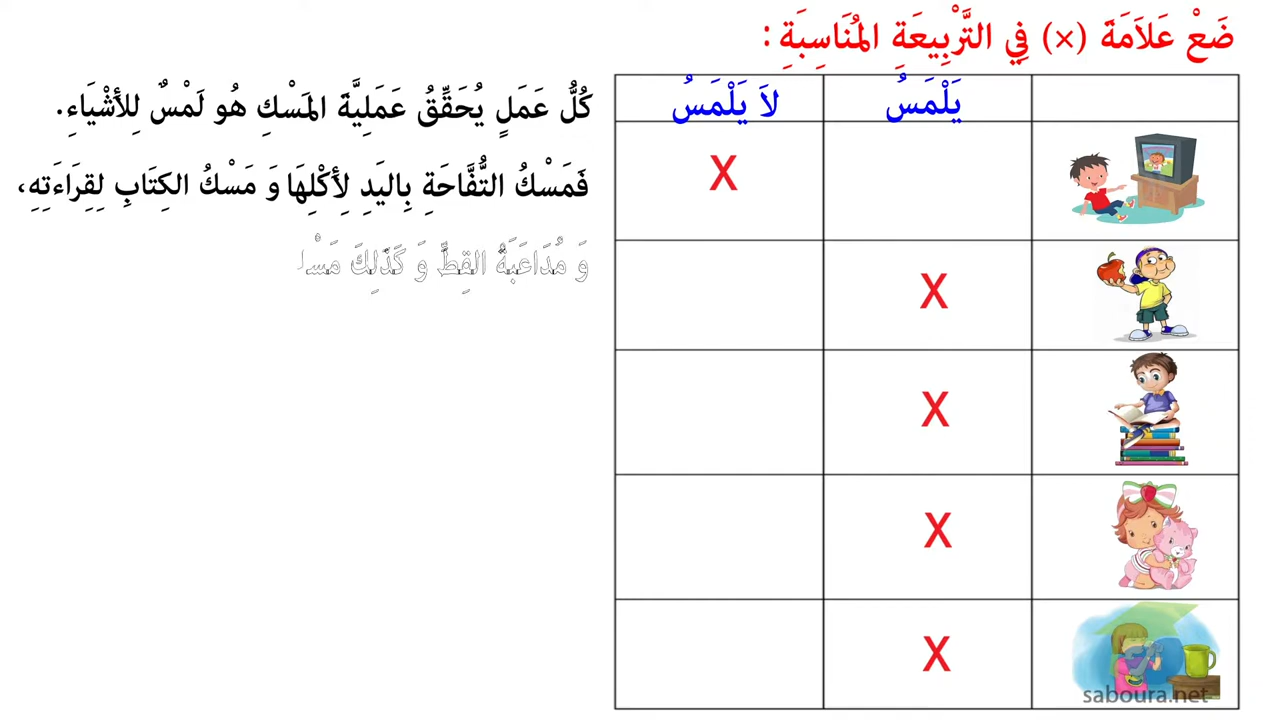 ضَعْ عَلاَمَةَ (×) فِي التَّرْبِيعَةِ المُنَاسِبَةِ :
يَلْمَسُ
لاَ يَلْمَسُ
X
X
X
X
X
كُلُّ عَمَلٍ يُحَقِّقُ عَمَلِيَّةَ المَسْكِ هُو لَمْسٌ لِلأَشْيَاءِ.
فَمَسْكُ التُّفَّاحَةِ بِاليَدِ لِأَكْلِهَا وَ مَسْكُ الكِتَابِ لِقِرَاءَتِهِ،
وَ مُدَاعَبَةُ القِطِّ وَ كَذَلِكَ
saboura.net